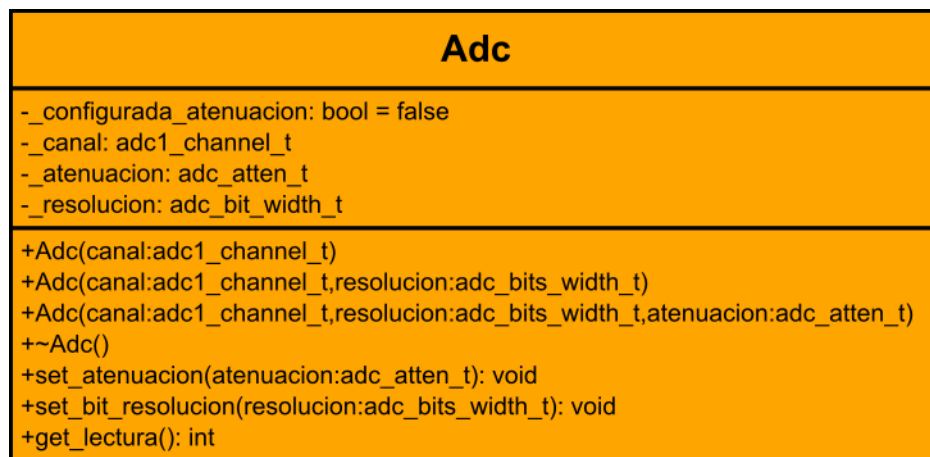 Adc
-_configurada_atenuacion: bool = false
-_canal: adc1_channel_t
-_atenuacion: adc_atten_t
-_resolucion: adc_bit_width_t
+Adc(canal:adc1_channel_t)
+Adc(canal:adc1_channel_t,resolucion:adc_bits_width_t)
+Adc(canal:adc1_channel_t,resolucion:adc_bits_width_t,atenuacion:adc_atten_t)
+~Adc()
+set_atenuacion(atenuacion:adc_atten_t): void
+set_bit_resolucion(resolucion:adc_bits_width_t): void
+get_lectura(): int